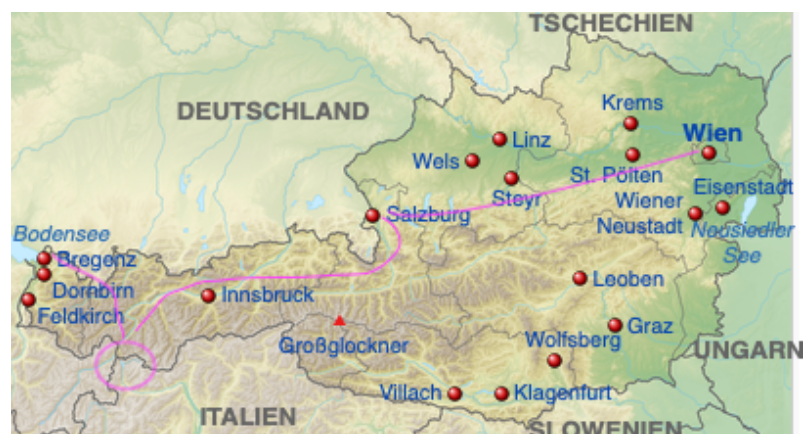 TSCHECHIEN
DEUTSCHLAND
Krems
Linz
Wien
Wels
St. Pölten
Steyr
Eisenstadt
Wiener
Neustadt
Salzburg
Neusiedler
See
Bodensee
Bregenz
Dornbirn
Feldkirch
Innsbruck
Leoben
Graz
Großglockner
Wolfsberg
UNGARN
Villach
Klagenfurt
ITALIEN
SLOWENIEN